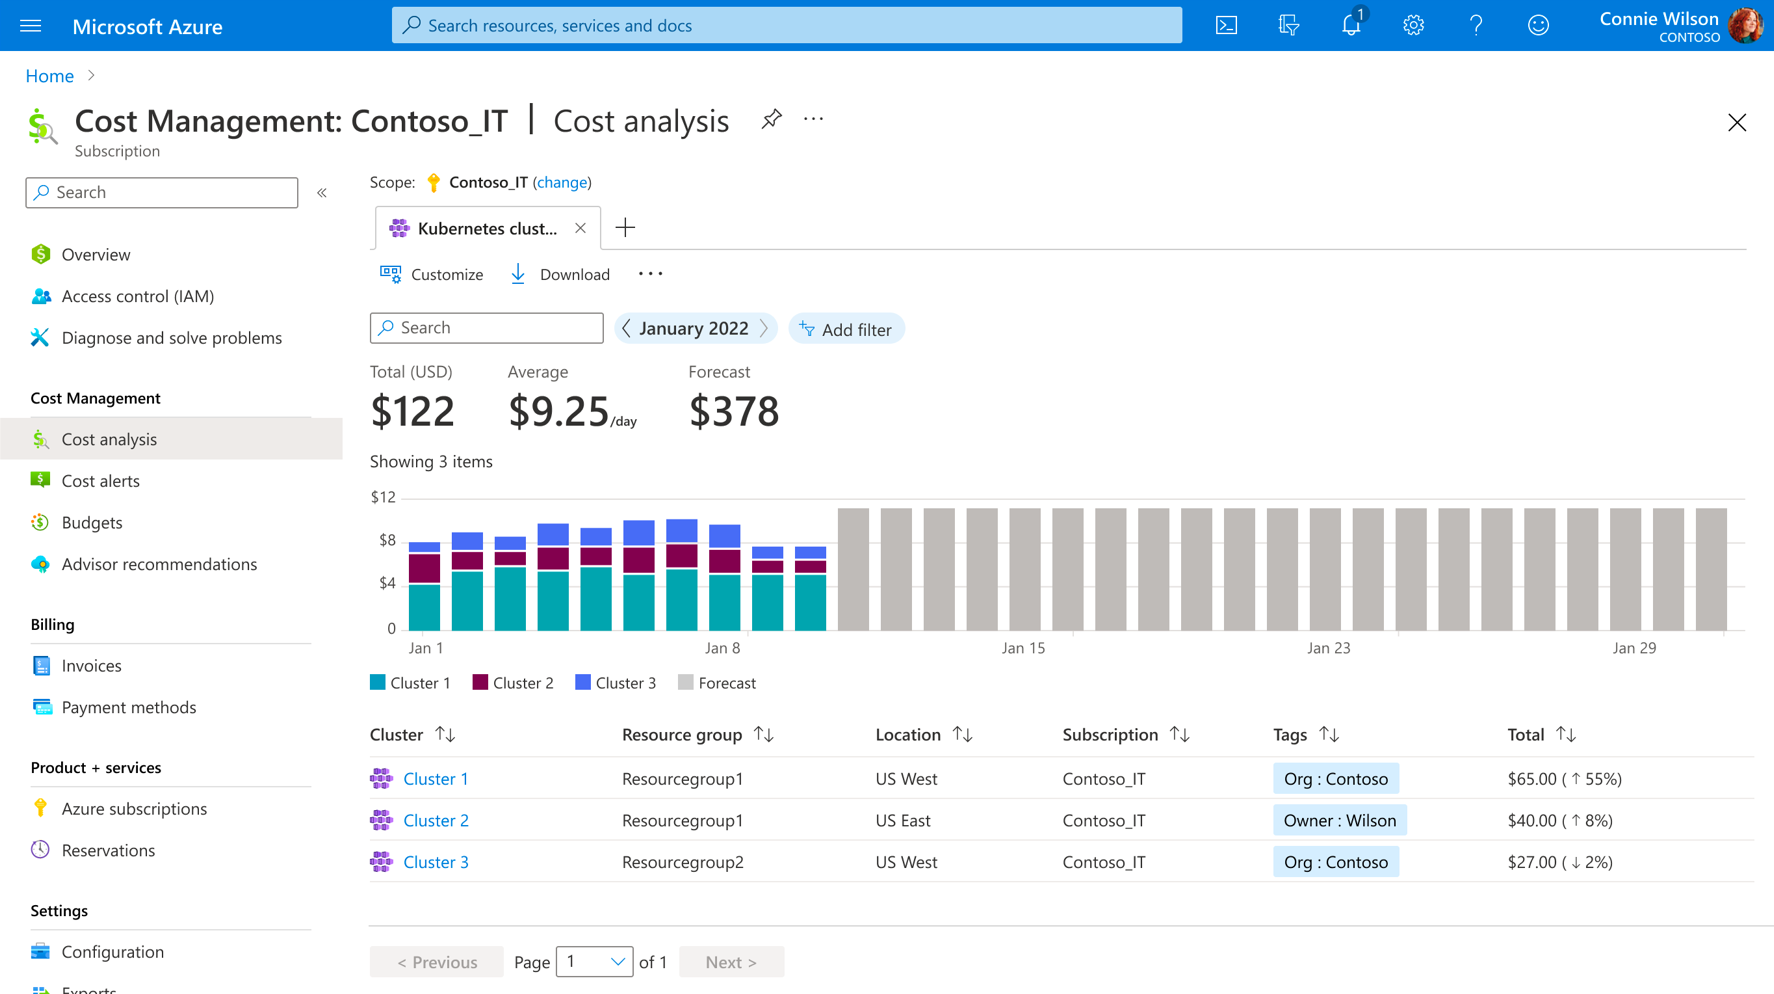 Microsoft Azure
Search resources, services and docs
1
Connie Wilson
CONTOSO
Home
Cost Management: Contoso_IT | Cost analysis
...
Subscription
Search
«
Overview
Access control (IAM)
Diagnose and solve problems
Cost Management
Cost analysis
Cost alerts
Budgets
Advisor recommendations
Billing
Invoices
Payment methods
Product + services
Azure subscriptions
Reservations
Settings
Configuration
Exports
Scope: Contoso_IT (change)
Kubernetes clust...
Customize
Download
...
Search
January 2022
Add filter
Total (USD)
$122
Average
$9.25/day
Forecast
$378
Showing 3 items
$12
$8
$4
0
Jan 1
Jan 8
Jan 15
Jan 23
Jan 29
Cluster 1
Cluster 2
Cluster 3
Forecast
Cluster ↑↓ Resource group ↑↓ Location ↑↓ Subscription ↑↓ Tags ↑↓ Total ↑↓
Cluster 1 Resourcegroup1 US West Contoso_IT Org : Contoso $65.00 (↑55%)
Cluster 2 Resourcegroup1 US East Contoso_IT Owner : Wilson $40.00 (↑8%)
Cluster 3 Resourcegroup2 US West Contoso_IT Org : Contoso $27.00 (↓2%)
< Previous Page 1 of 1 Next >